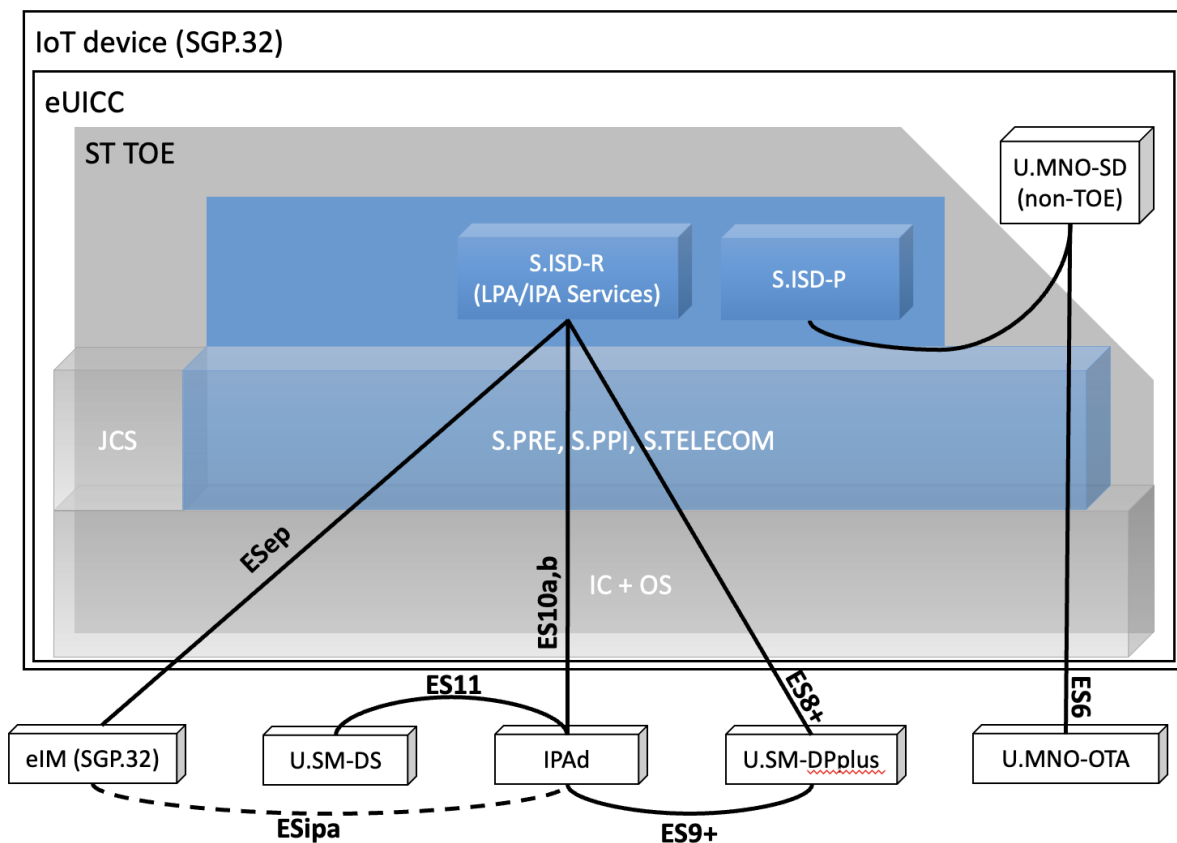 IoT device (SGP.32)
eUICC
ST TOE
U.MNO-SD
(non-TOE)
S.ISD-R
(LPA/IPA Services)
S.ISD-P
JCS
S.PRE, S.PPI, S.TELECOM
ESep
ES10a,b
IC + OS
ES11
ES8+
ES6
eIM (SGP.32)
U.SM-DS
IPAd
U.SM-DPplus
U.MNO-OTA
ESipa
ES9+